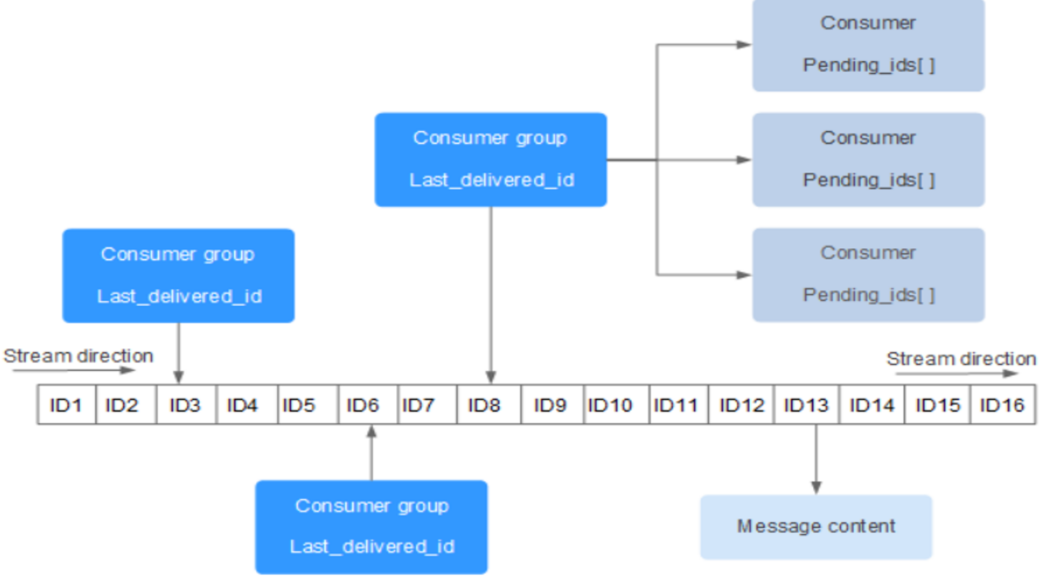 Consumer
Pending_ids[ ]
Consumer group
Last_delivered_id
Consumer
Pending_ids[ ]
Consumer group
Last_delivered_id
Consumer
Pending_ids[ ]
Stream direction
Stream direction
ID1 ID2 ID3 ID4 ID5 ID6 ID7 ID8 ID9 ID10 ID11 ID12 ID13 ID14 ID15 ID16
Consumer group
Last_delivered_id
Message content